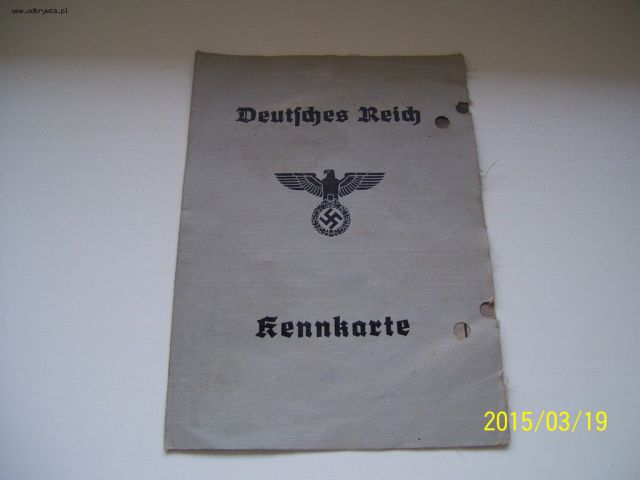 www.odkrywca.pl
Deutſches Reich
Kennkarte
2015/03/19